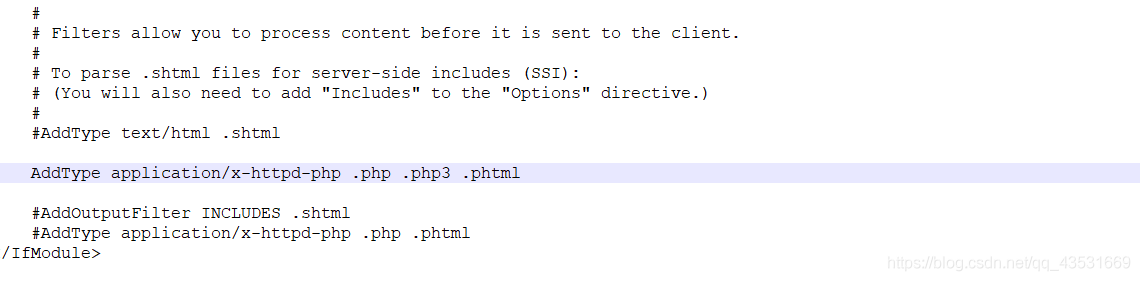 #
# Filters allow you to process content before it is sent to the client.
#
# To parse .shtml files for server-side includes (SSI):
# (You will also need to add "Includes" to the "Options" directive.)
#
#AddType text/html .shtml
AddType application/x-httpd-php .php .php3 .phtml
#AddOutputFilter INCLUDES .shtml
#AddType application/x-httpd-php .php .phtml
/IfModule>
https://blog.csdn.net/qq_43531669